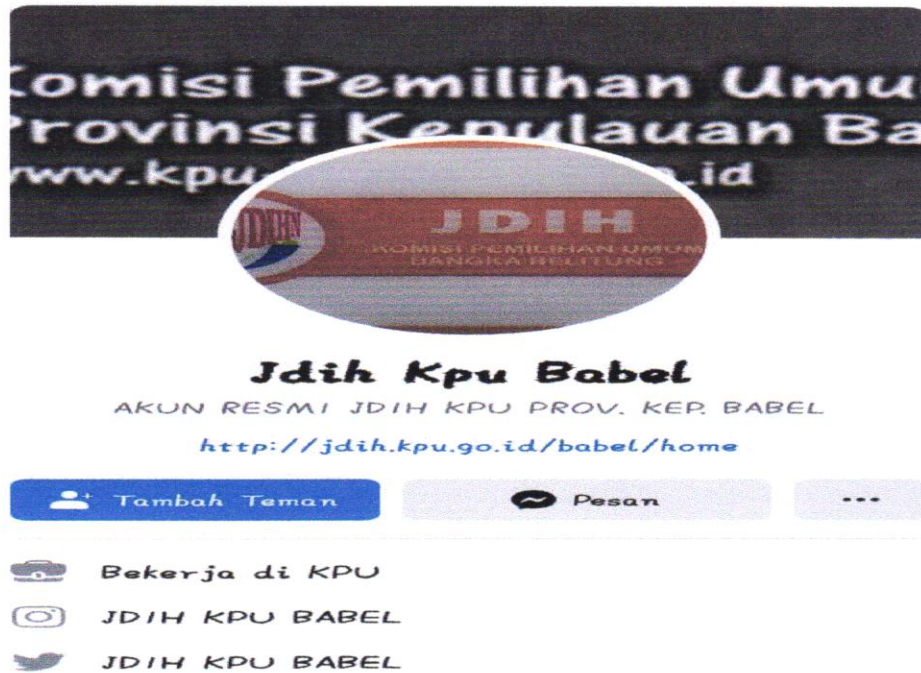 Komisi Pemilihan Umu
Provinsi Kepulauan Ba
www.kpu- .id
JDIHN
JDIH
KOMISI PEMILIHAN UMUM
BANGKA BELITUNG
Jdih Kpu Babel
AKUN RESMI JDIH KPU PROV. KEP. BABEL
http://jdih.kpu.go.id/babel/home
Tambah Teman
Pesan
Bekerja di KPU
JDIH KPU BABEL
JDIH KPU BABEL